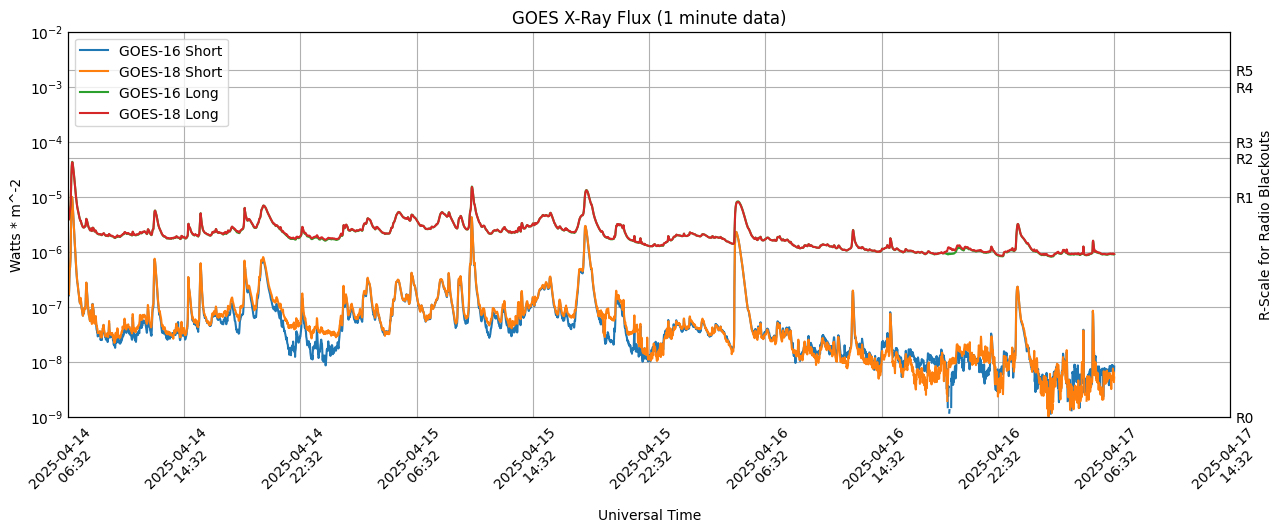 GOES X-Ray Flux (1 minute data)
GOES-16 Short
GOES-18 Short
GOES-16 Long
GOES-18 Long
10^-2
10^-3
10^-4
10^-5
10^-6
10^-7
10^-8
10^-9
Watts * m^-2
R5
R4
R3
R2
R1
R0
R-Scale for Radio Blackouts
2025-04-14
06:32
2025-04-14
14:32
2025-04-14
22:32
2025-04-15
06:32
2025-04-15
14:32
2025-04-15
22:32
2025-04-16
06:32
2025-04-16
14:32
2025-04-16
22:32
2025-04-17
06:32
2025-04-17
14:32
Universal Time